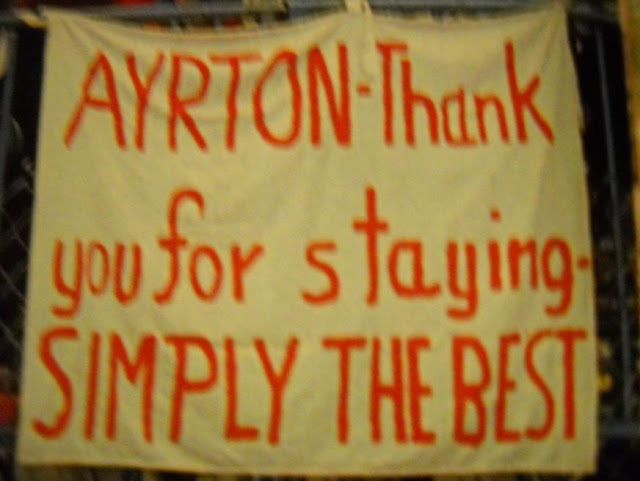 AYRTON-Thank
you for staying-
SIMPLY THE BEST